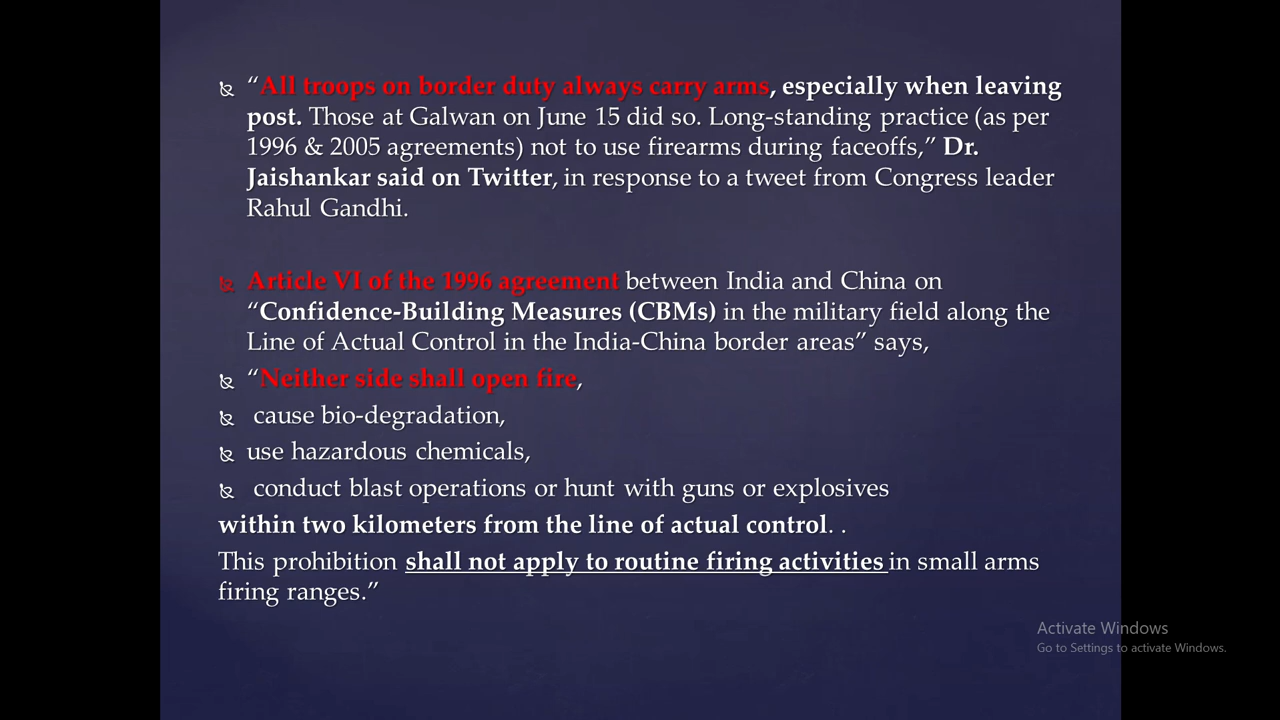 “All troops on border duty always carry arms, especially when leaving
post. Those at Galwan on June 15 did so. Long-standing practice (as per
1996 & 2005 agreements) not to use firearms during faceoffs,” Dr.
Jaishankar said on Twitter, in response to a tweet from Congress leader
Rahul Gandhi.
Article VI of the 1996 agreement between India and China on
“Confidence-Building Measures (CBMs) in the military field along the
Line of Actual Control in the India-China border areas” says,
“Neither side shall open fire,
cause bio-degradation,
use hazardous chemicals,
conduct blast operations or hunt with guns or explosives
within two kilometers from the line of actual control. .
This prohibition shall not apply to routine firing activities in small arms
firing ranges.”
Activate Windows
Go to Settings to activate Windows.